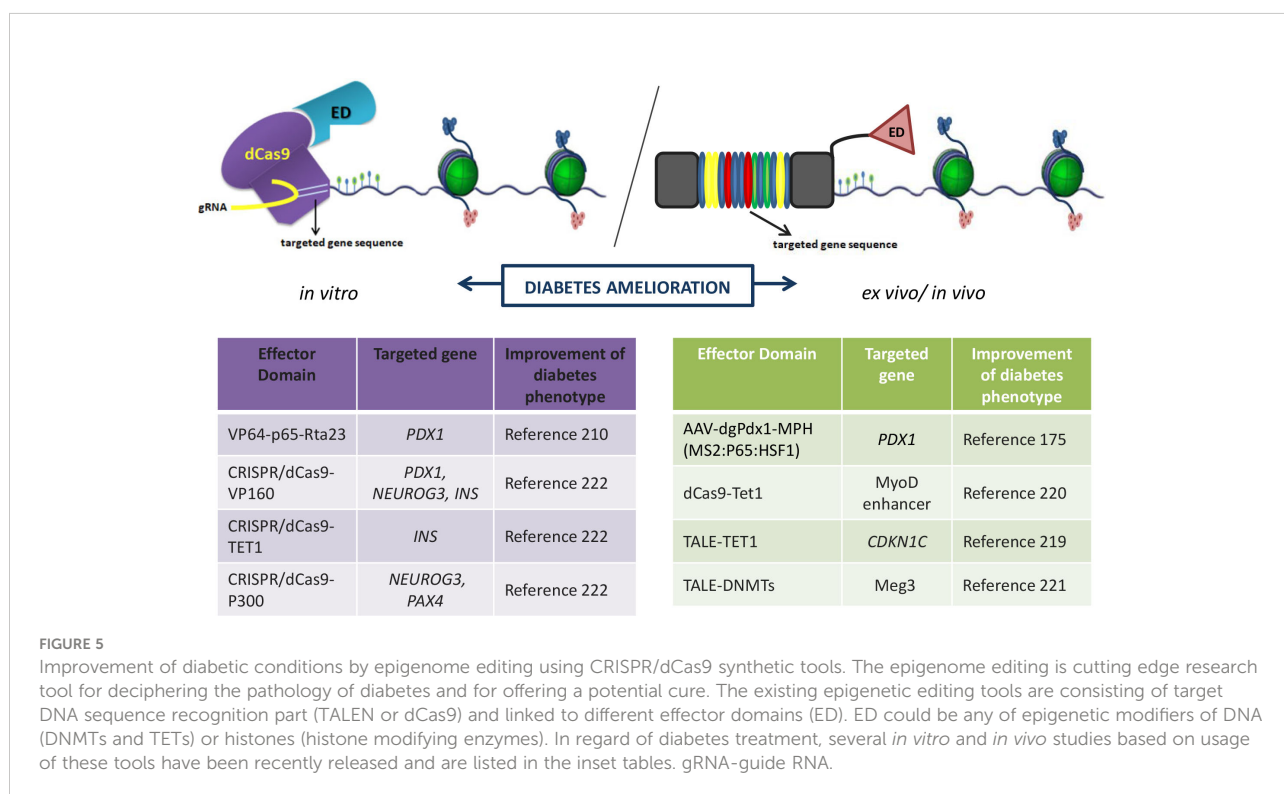 ED
dCas9
gRNA
targeted gene sequence
ED
targeted gene sequence
in vitro
DIABETES AMELIORATION
ex vivo/ in vivo
Effector
Domain
Targeted gene
Improvement of
diabetes
phenotype
VP64-p65-Rta23
PDX1
Reference 210
CRISPR/dCas9-
VP160
PDX1,
NEUROG3, INS
Reference 222
CRISPR/dCas9-
TET1
INS
Reference 222
CRISPR/dCas9-
P300
NEUROG3,
PAX4
Reference 222
Effector Domain
Targeted
gene
Improvement
of diabetes
phenotype
AAV-dgPdx1-MPH
(MS2:P65:HSF1)
PDX1
Reference 175
dCas9-Tet1
MyoD
enhancer
Reference 220
TALE-TET1
CDKN1C
Reference 219
TALE-DNMTs
Meg3
Reference 221
FIGURE 5
Improvement of diabetic conditions by epigenome editing using CRISPR/dCas9 synthetic tools. The epigenome editing is cutting edge research
tool for deciphering the pathology of diabetes and for offering a potential cure. The existing epigenetic editing tools are consisting of target
DNA sequence recognition part (TALEN or dCas9) and linked to different effector domains (ED). ED could be any of epigenetic modifiers of DNA
(DNMTs and TETs) or histones (histone modifying enzymes). In regard of diabetes treatment, several in vitro and in vivo studies based on usage
of these tools have been recently released and are listed in the inset tables. gRNA-guide RNA.